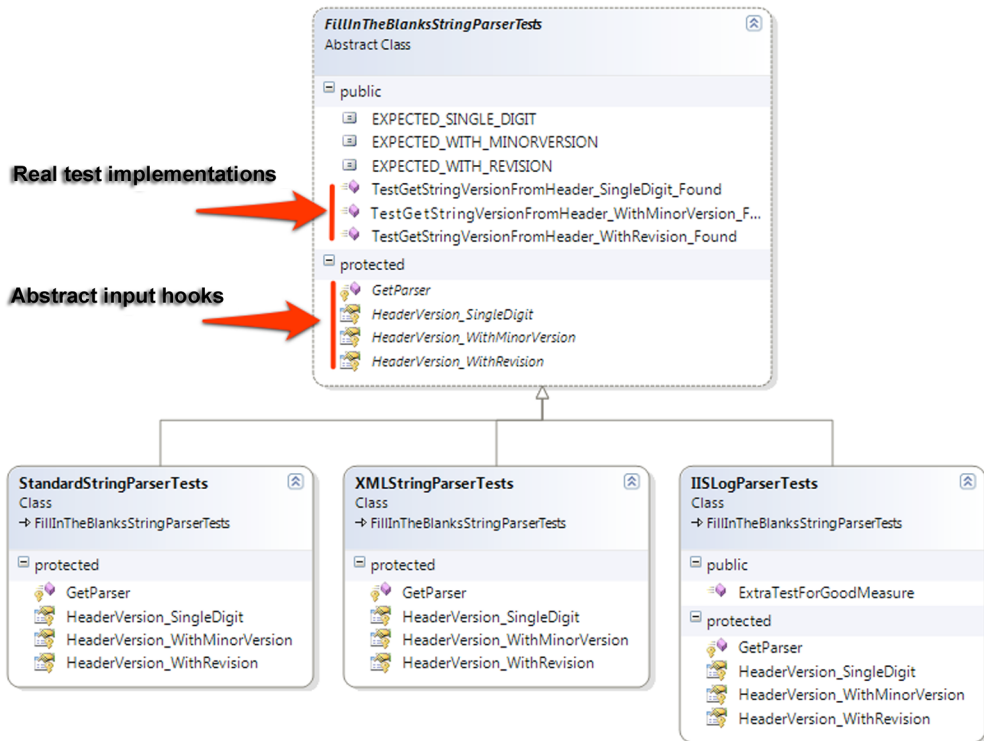 FillInTheBlanksStringParserTests
Abstract Class
public
EXPECTED_SINGLE_DIGIT
EXPECTED_WITH_MINORVERSION
EXPECTED_WITH_REVISION
Real test implementations
TestGetStringVersionFromHeader_SingleDigit_Found
TestGetStringVersionFromHeader_WithMinorVersion_F...
TestGetStringVersionFromHeader_WithRevision_Found
protected
Abstract input hooks
GetParser
HeaderVersion_SingleDigit
HeaderVersion_WithMinorVersion
HeaderVersion_WithRevision
StandardStringParserTests
Class
FillInTheBlanksStringParserTests
protected
GetParser
HeaderVersion_SingleDigit
HeaderVersion_WithMinorVersion
HeaderVersion_WithRevision
XMLStringParserTests
Class
FillInTheBlanksStringParserTests
protected
GetParser
HeaderVersion_SingleDigit
HeaderVersion_WithMinorVersion
HeaderVersion_WithRevision
IISLogParserTests
Class
FillInTheBlanksStringParserTests
public
ExtraTestForGoodMeasure
protected
GetParser
HeaderVersion_SingleDigit
HeaderVersion_WithMinorVersion
HeaderVersion_WithRevision